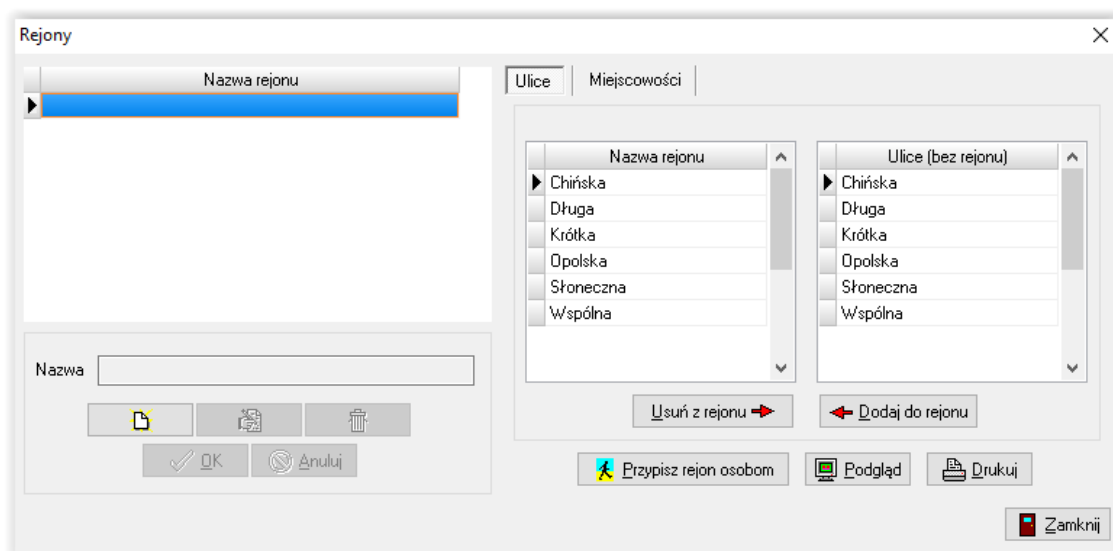 Rejony
Nazwa rejonu
Nazwa
OK
Anuluj
Ulice
Miejscowości
Nazwa rejonu
Chińska
Długa
Krótka
Opolska
Słoneczna
Wspólna
Ulice (bez rejonu)
Chińska
Długa
Krótka
Opolska
Słoneczna
Wspólna
Usuń z rejonu
Dodaj do rejonu
Przypisz rejon osobom
Podgląd
Drukuj
Zamknij